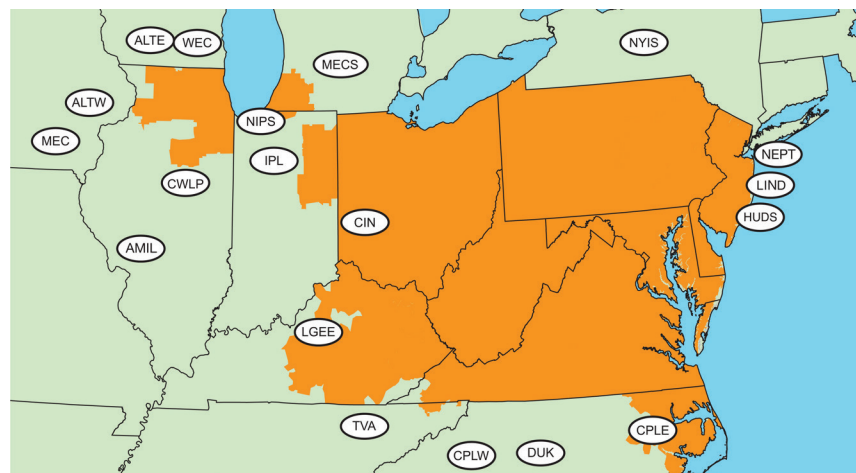 ALTE
WEC
NYIS
MECS
ALTW
NIPS
MEC
IPL
NEPT
CWLP
LIND
CIN
HUDS
AMIL
LGEE
TVA
CPLE
CPLW
DUK